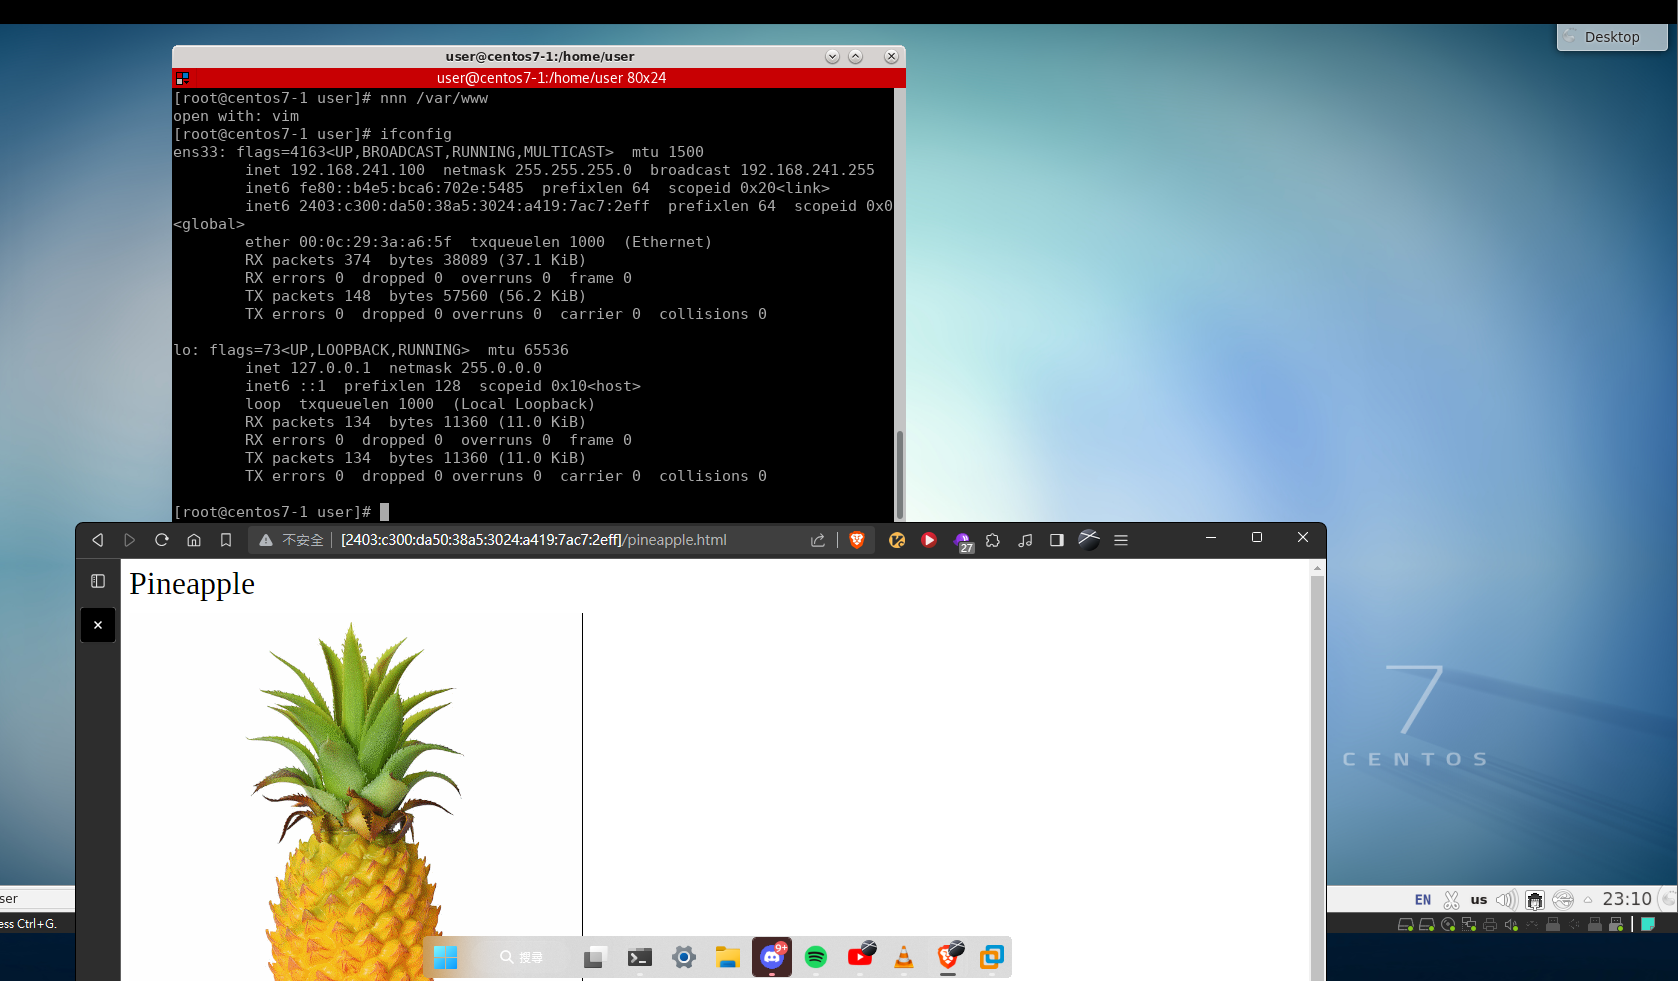 Desktop
user@centos7-1:/home/user
user@centos7-1:/home/user 80x24
[root@centos7-1 user]# nnn /var/www
open with: vim
[root@centos7-1 user]# ifconfig
ens33: flags=4163<UP,BROADCAST,RUNNING,MULTICAST>  mtu 1500
        inet 192.168.241.100  netmask 255.255.255.0  broadcast 192.168.241.255
        inet6 fe80::b4e5:bca6:702e:5485  prefixlen 64  scopeid 0x20<link>
        inet6 2403:c300:da50:38a5:3024:a419:7ac7:2eff  prefixlen 64  scopeid 0x0
<global>
        ether 00:0c:29:3a:a6:5f  txqueuelen 1000  (Ethernet)
        RX packets 374  bytes 38089 (37.1 KiB)
        RX errors 0  dropped 0  overruns 0  frame 0
        TX packets 148  bytes 57560 (56.2 KiB)
        TX errors 0  dropped 0 overruns 0  carrier 0  collisions 0
lo: flags=73<UP,LOOPBACK,RUNNING>  mtu 65536
        inet 127.0.0.1  netmask 255.0.0.0
        inet6 ::1  prefixlen 128  scopeid 0x10<host>
        loop  txqueuelen 1000  (Local Loopback)
        RX packets 134  bytes 11360 (11.0 KiB)
        RX errors 0  dropped 0  overruns 0  frame 0
        TX packets 134  bytes 11360 (11.0 KiB)
        TX errors 0  dropped 0 overruns 0  carrier 0  collisions 0
[root@centos7-1 user]#
不安全 [2403:c300:da50:38a5:3024:a419:7ac7:2eff]/pineapple.html
27
Pineapple
7
CENTOS
ser
EN us 23:10
ess Ctrl+G.
搜尋
9+